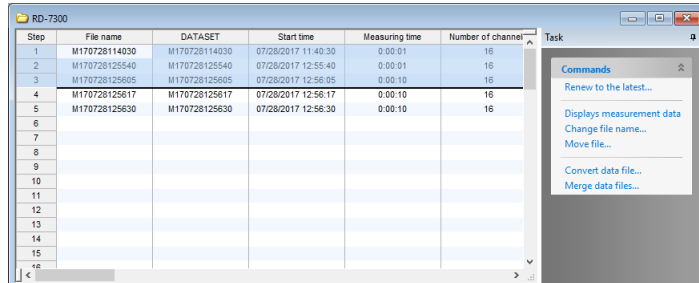 RD-7300
Step File name DATASET Start time Measuring time Number of channel
1 M170728114030 M170728114030 07/28/2017 11:40:30 0:00:01 16
2 M170728125540 M170728125540 07/28/2017 12:55:40 0:00:01 16
3 M170728125605 M170728125605 07/28/2017 12:56:05 0:00:10 16
4 M170728125617 M170728125617 07/28/2017 12:56:17 0:00:10 16
5 M170728125630 M170728125630 07/28/2017 12:56:30 0:00:10 16
6
7
8
9
10
11
12
13
14
15
16
Task
Commands
Renew to the latest...
Displays measurement data
Change file name...
Move file...
Convert data file...
Merge data files...